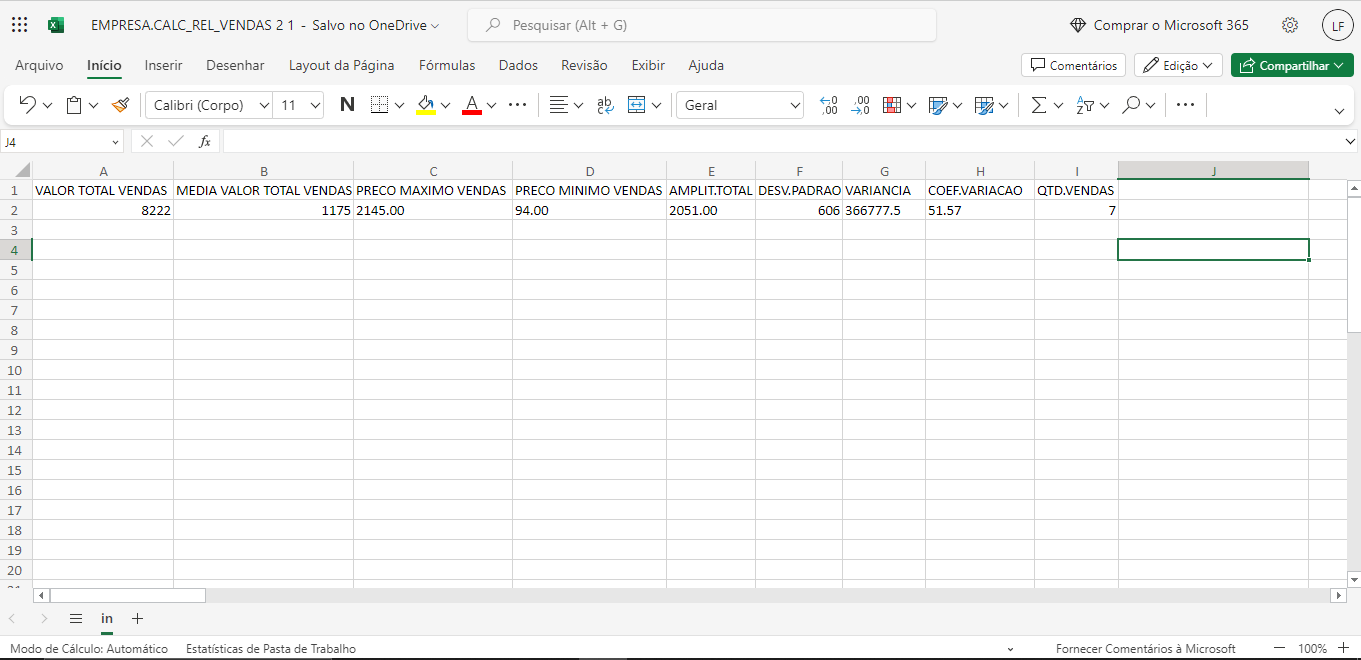 EMPRESA.CALC_REL_VENDAS 2 1 - Salvo no OneDrive
Pesquisar (Alt + G)
Comprar o Microsoft 365
LF
Arquivo Início Inserir Desenhar Layout da Página Fórmulas Dados Revisão Exibir Ajuda
Comentários Edição Compartilhar
Calibri (Corpo) 11 N A ab Geral
J4 fx
A B C D E F G H I J
1 VALOR TOTAL VENDAS MEDIA VALOR TOTAL VENDAS PRECO MAXIMO VENDAS PRECO MINIMO VENDAS AMPLIT.TOTAL DESV.PADRAO VARIANCIA COEF.VARIACAO QTD.VENDAS
2 8222 1175 2145.00 94.00 2051.00 606 366777.5 51.57 7
3
4
5
6
7
8
9
10
11
12
13
14
15
16
17
18
19
20
in
Modo de Cálculo: Automático Estatísticas de Pasta de Trabalho Fornecer Comentários à Microsoft 100%